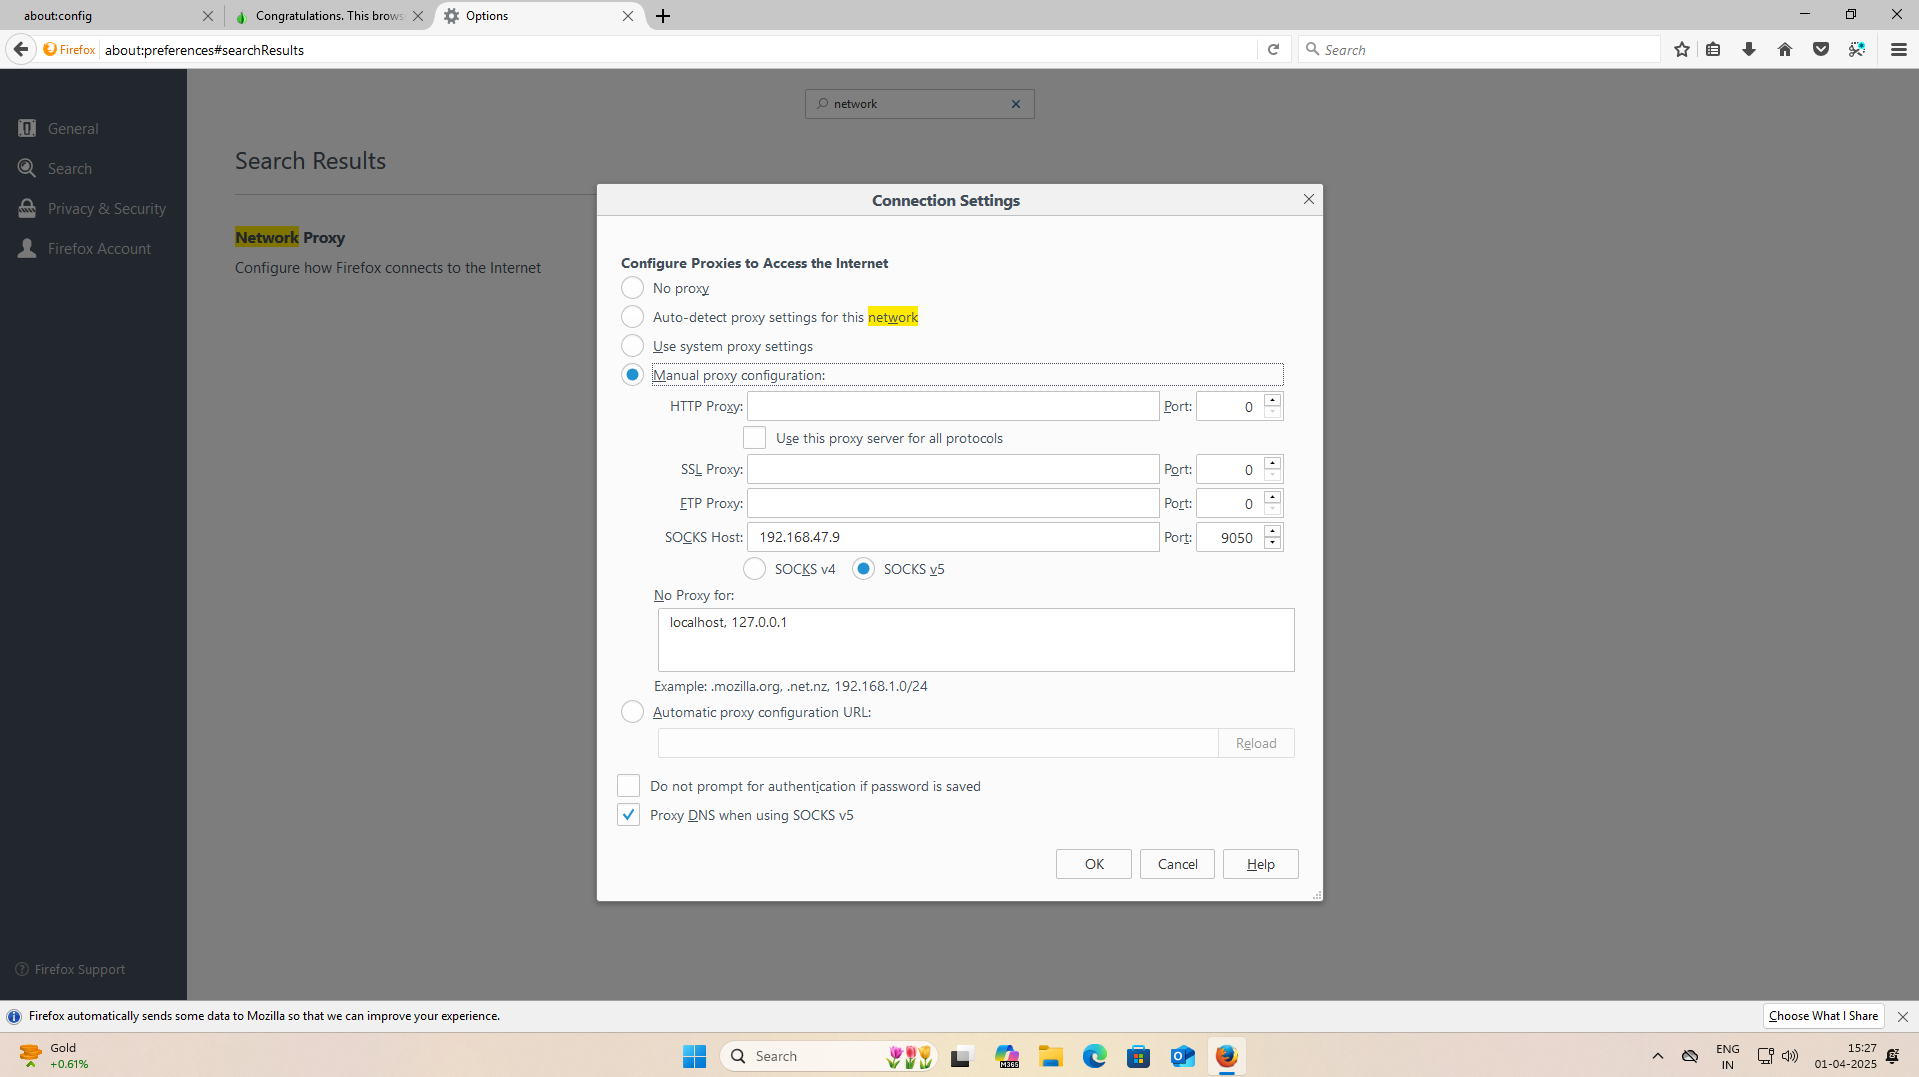 about:config
Congratulations. This brows
Options
Firefox
about:preferences#searchResults
Search
network
General
Search
Privacy & Security
Firefox Account
Search Results
Network Proxy
Configure how Firefox connects to the Internet
Connection Settings
Configure Proxies to Access the Internet
No proxy
Auto-detect proxy settings for this network
Use system proxy settings
Manual proxy configuration:
HTTP Proxy: Port: 0
Use this proxy server for all protocols
SSL Proxy: Port: 0
FTP Proxy: Port: 0
SOCKS Host: 192.168.47.9 Port: 9050
SOCKS v4 SOCKS v5
No Proxy for:
localhost, 127.0.0.1
Example: .mozilla.org, .net.nz, 192.168.1.0/24
Automatic proxy configuration URL:
Reload
Do not prompt for authentication if password is saved
Proxy DNS when using SOCKS v5
OK Cancel Help
Firefox Support
Firefox automatically sends some data to Mozilla so that we can improve your experience.
Choose What I Share
Gold
+0.61%
Search
M365
ENG
IN
15:27
01-04-2025